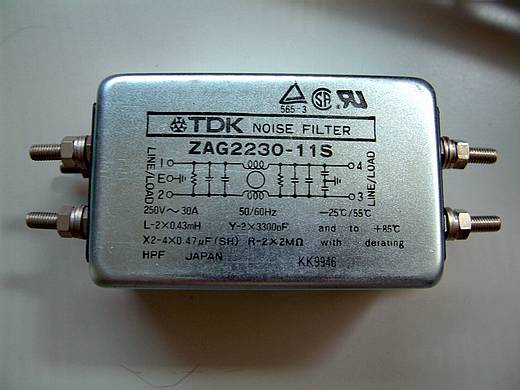 565-3
TDK NOISE FILTER
ZAG2230-11S
LINE/LOAD
1
E
2
4
3
LINE/LOAD
250V~30A 50/60Hz -25℃/55℃
L-2×0.43mH Y-2×3300pF and to +85℃
X2-4×0.47µF(SH) R-2×2MΩ with derating
HPF JAPAN KK9946